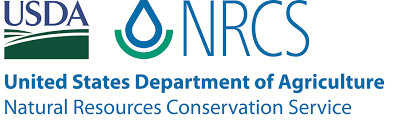 USDA NRCS
United States Department of Agriculture
Natural Resources Conservation Service